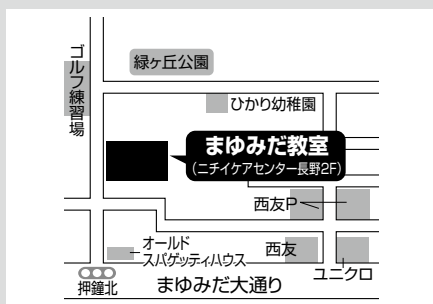 ゴルフ練習場
緑ヶ丘公園
ひかり幼稚園
まゆみだ教室
(ニチイケアセンター長野2F)
西友P
オールド
スパゲッティハウス
西友
ユニクロ
押鐘北
まゆみだ大通り